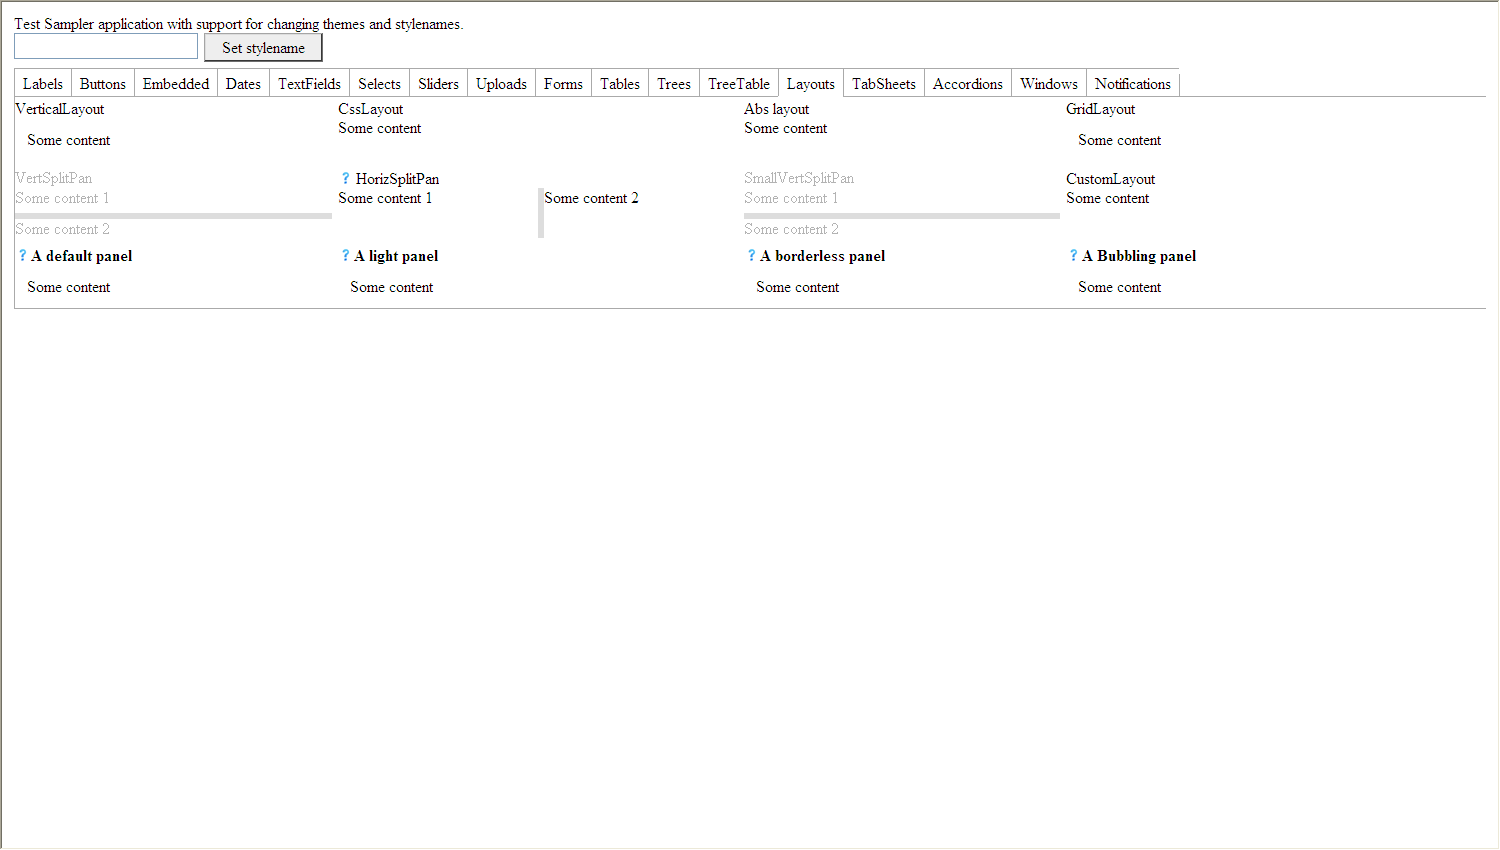 Test Sampler application with support for changing themes and stylenames.
Set stylename
Labels Buttons Embedded Dates TextFields Selects Sliders Uploads Forms Tables Trees TreeTable Layouts TabSheets Accordions Windows Notifications
VerticalLayout CssLayout Abs layout GridLayout
Some content Some content
Some content Some content
VertSplitPan ? HorizSplitPan SmallVertSplitPan CustomLayout
Some content 1 Some content 1 Some content 2 Some content 1 Some content
Some content 2 Some content 2
? A default panel ? A light panel ? A borderless panel ? A Bubbling panel
Some content Some content Some content Some content